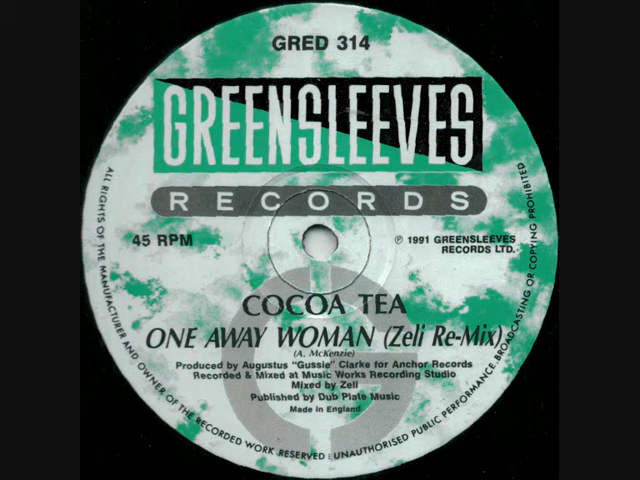 GRED 314
GREENSLEEVES
RECORDS
45 RPM
℗ 1991 GREENSLEEVES
RECORDS LTD.
COCOA TEA
ONE AWAY WOMAN (Zeli Re-Mix)
(A. McKenzie)
Produced by Augustus "Gussie" Clarke for Anchor Records
Recorded & Mixed at Music Works Recording Studio
Mixed by Zeli
Published by Dub Plate Music
Made in England
ALL RIGHTS OF THE MANUFACTURER AND OWNER OF THE RECORDED WORK RESERVED : UNAUTHORISED PUBLIC PERFORMANCE, BROADCASTING OR COPYING PROHIBITED